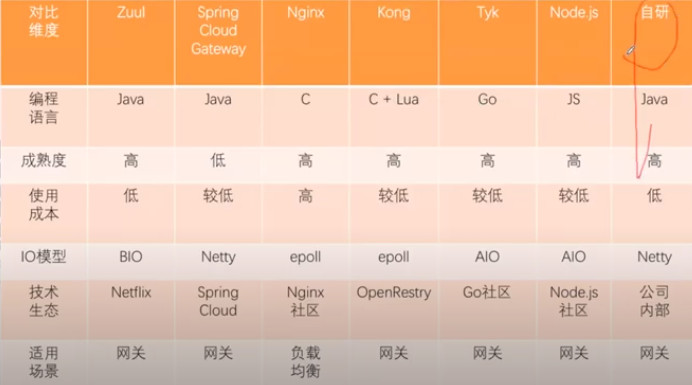 对比维度 Zuul Spring Cloud Gateway Nginx Kong Tyk Node.js 自研
编程语言 Java Java C C + Lua Go JS Java
成熟度 高 低 高 高 高 高 高
使用成本 低 较低 高 较低 较低 较低 低
IO模型 BIO Netty epoll epoll AIO AIO Netty
技术生态 Netflix Spring Cloud Nginx社区 OpenRestry Go社区 Node.js社区 公司内部
适用场景 网关 网关 负载均衡 网关 网关 网关 网关